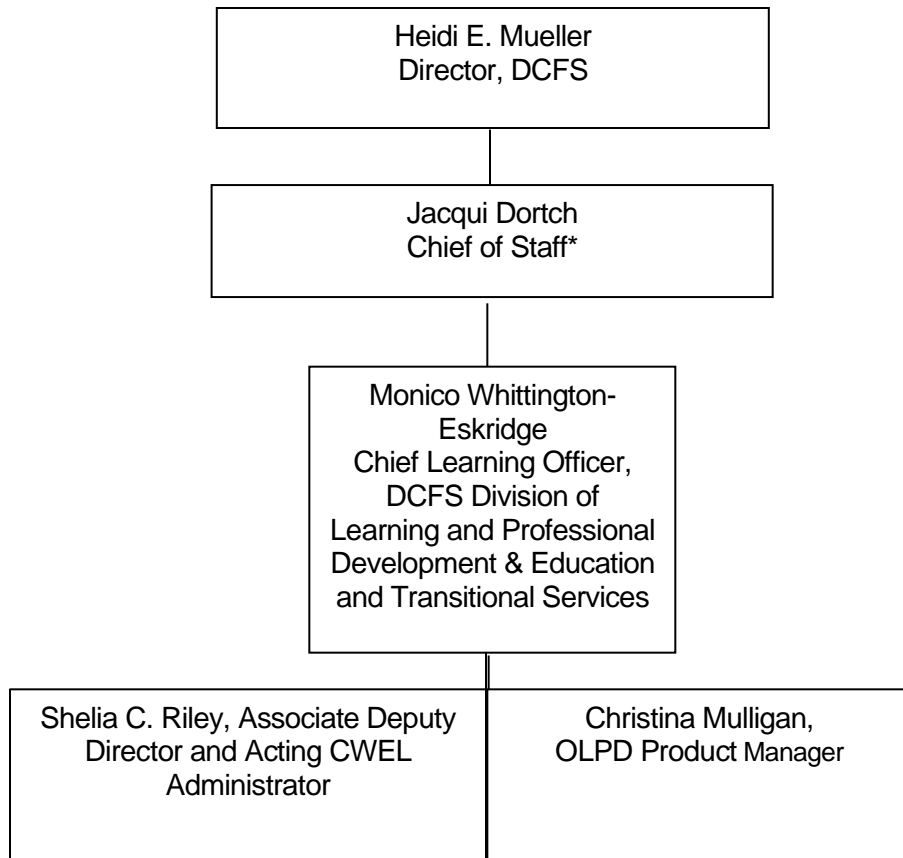 Heidi E. Mueller
Director, DCFS
Jacqui Dortch
Chief of Staff*
Monico Whittington-
Eskridge
Chief Learning Officer,
DCFS Division of
Learning and Professional
Development & Education
and Transitional Services
Shelia C. Riley, Associate Deputy
Director and Acting CWEL
Administrator
Christina Mulligan,
OLPD Product Manager